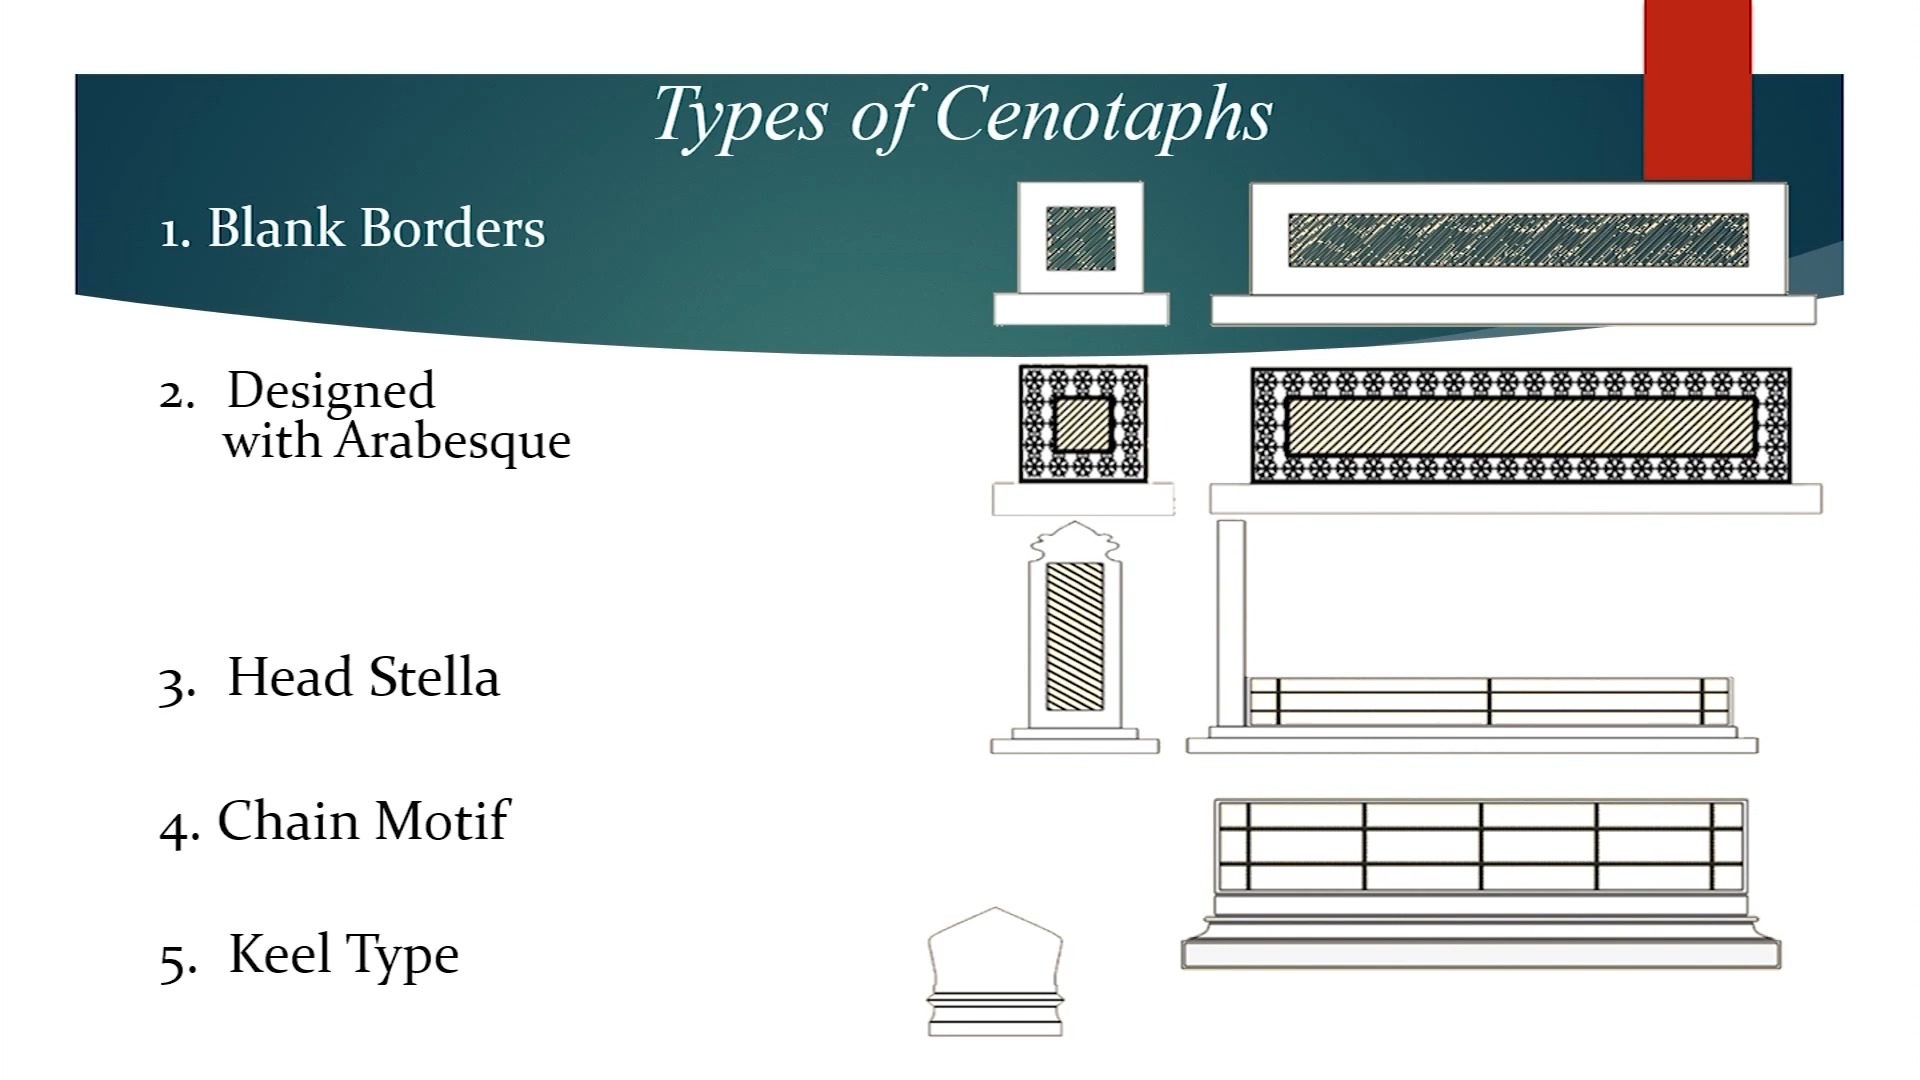 Types of Cenotaphs
1. Blank Borders
2. Designed
with Arabesque
3. Head Stella
4. Chain Motif
5. Keel Type